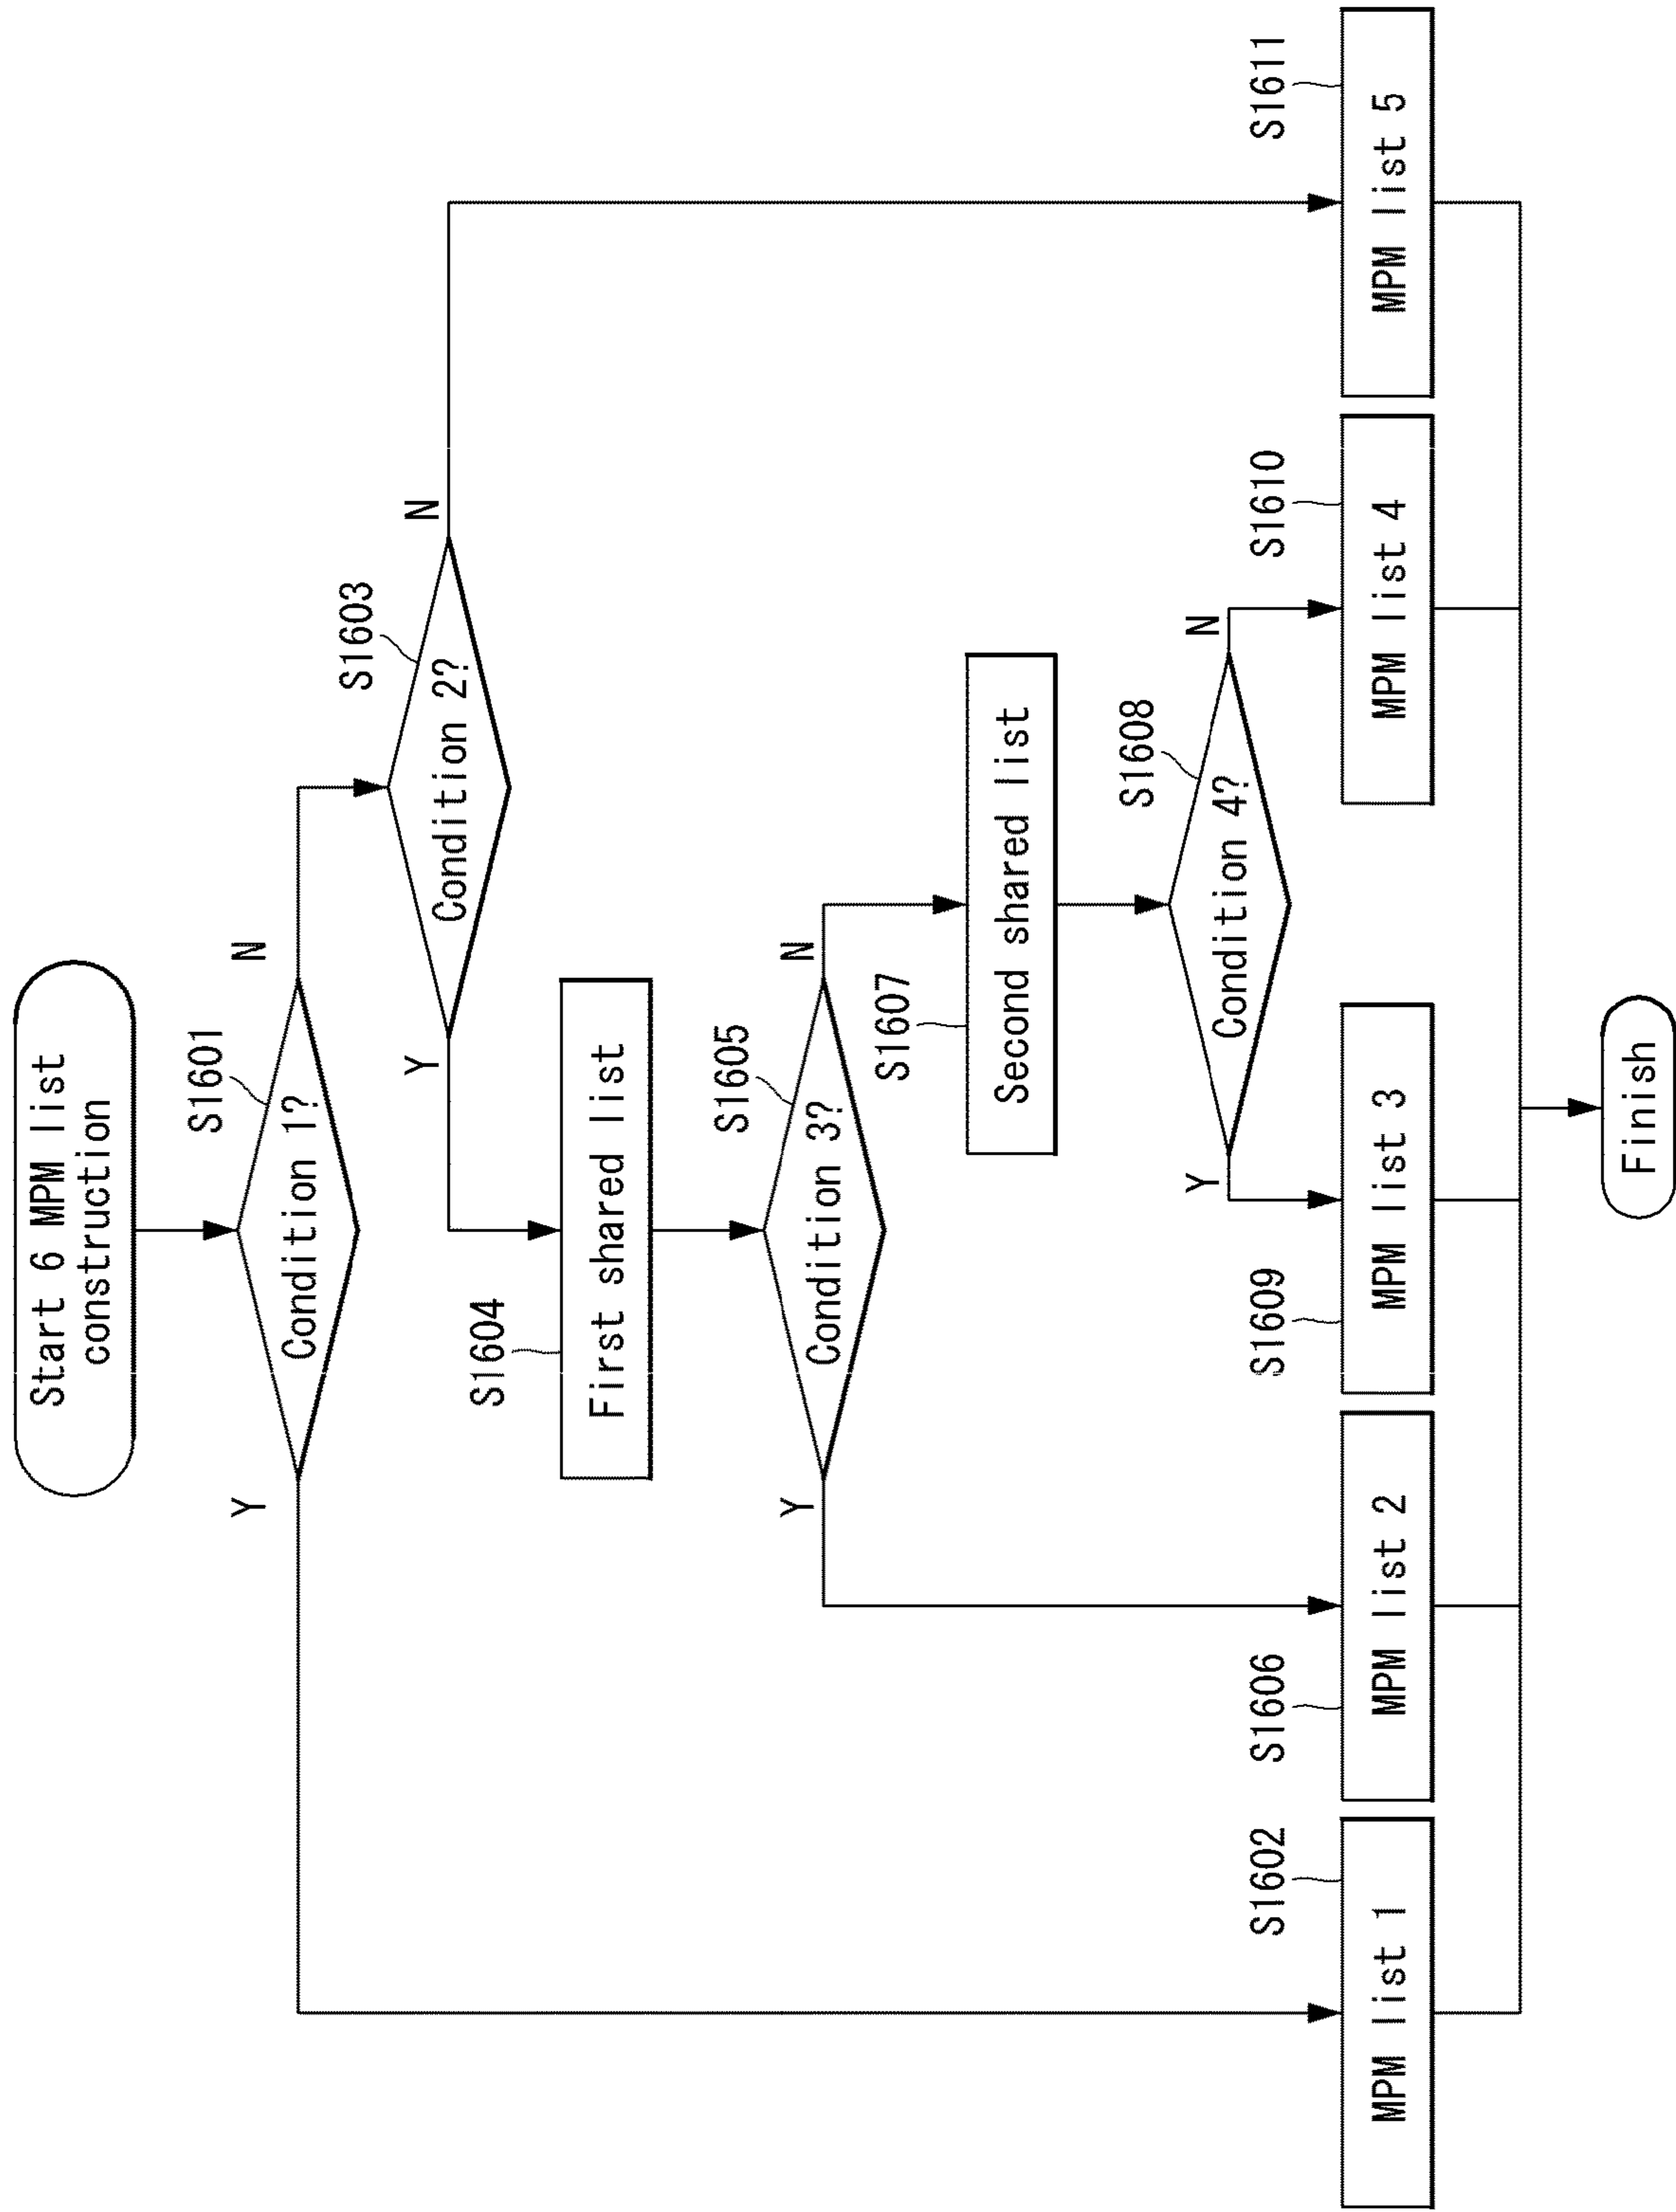 Start 6 MPM list
construction
S1601
Condition 1?
Y
N
S1603
Condition 2?
Y
N
S1604
First shared list
S1605
Condition 3?
Y
N
S1607
Second shared list
S1608
Condition 4?
Y
N
S1602
MPM list 1
S1606
MPM list 2
S1609
MPM list 3
S1610
MPM list 4
S1611
MPM list 5
Finish